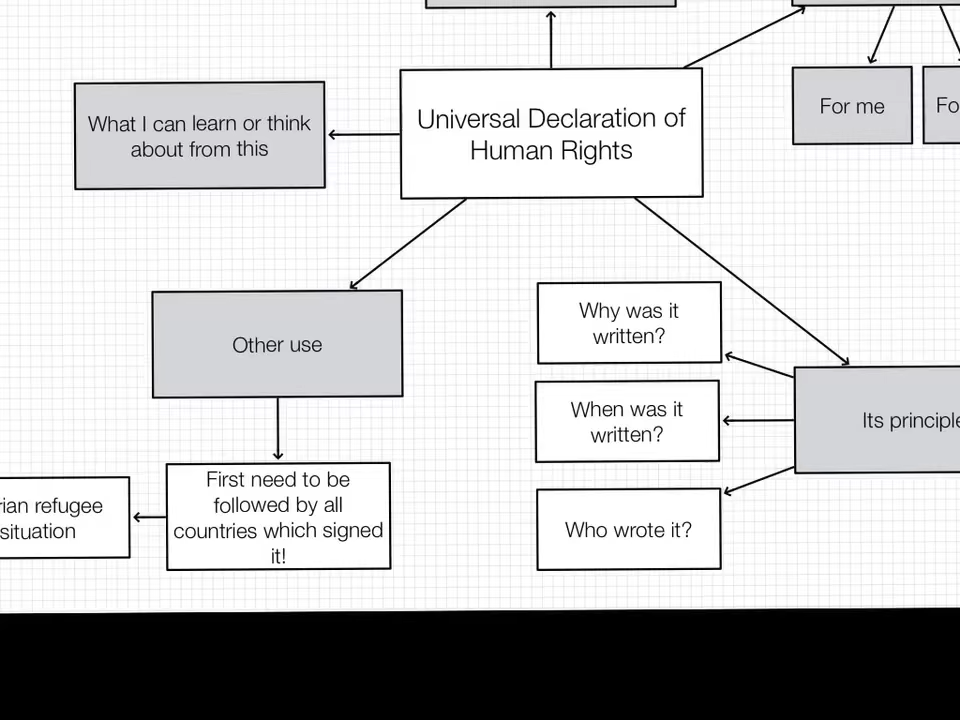 Universal Declaration of
Human Rights
What I can learn or think
about from this
For me
Other use
Why was it
written?
When was it
written?
Its
Who wrote it?
First need to be
followed by all
countries which signed
it!
refugee
situation